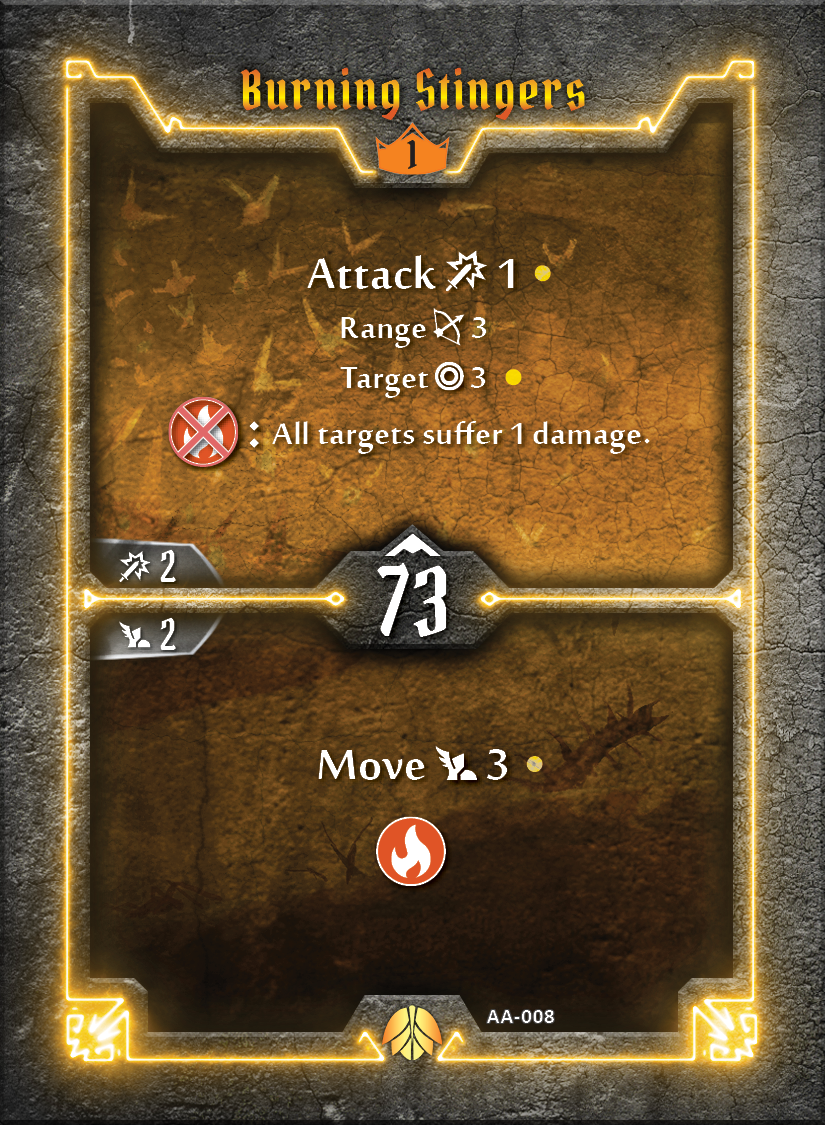 Burning Stingers
1
Attack 1
Range 3
Target 3
: All targets suffer 1 damage.
2
73
2
Move 3
AA-008